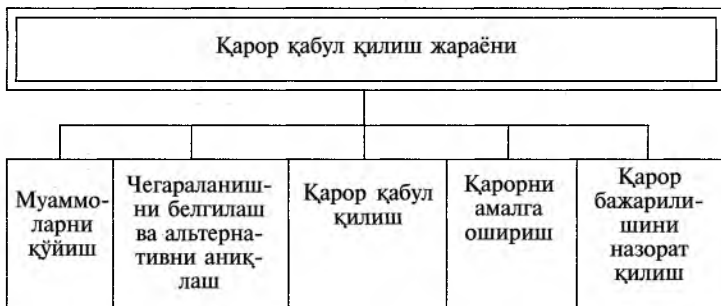 Қарор қабул қилиш жараёни
Муаммо-
ларни
қўйиш
Чегараланиш-
ни белгилаш
ва альтерна-
тивни аниқ-
лаш
Қарор қабул
қилиш
Қарорни
амалга
ошириш
Қарор
бажарили-
шини
назорат
қилиш